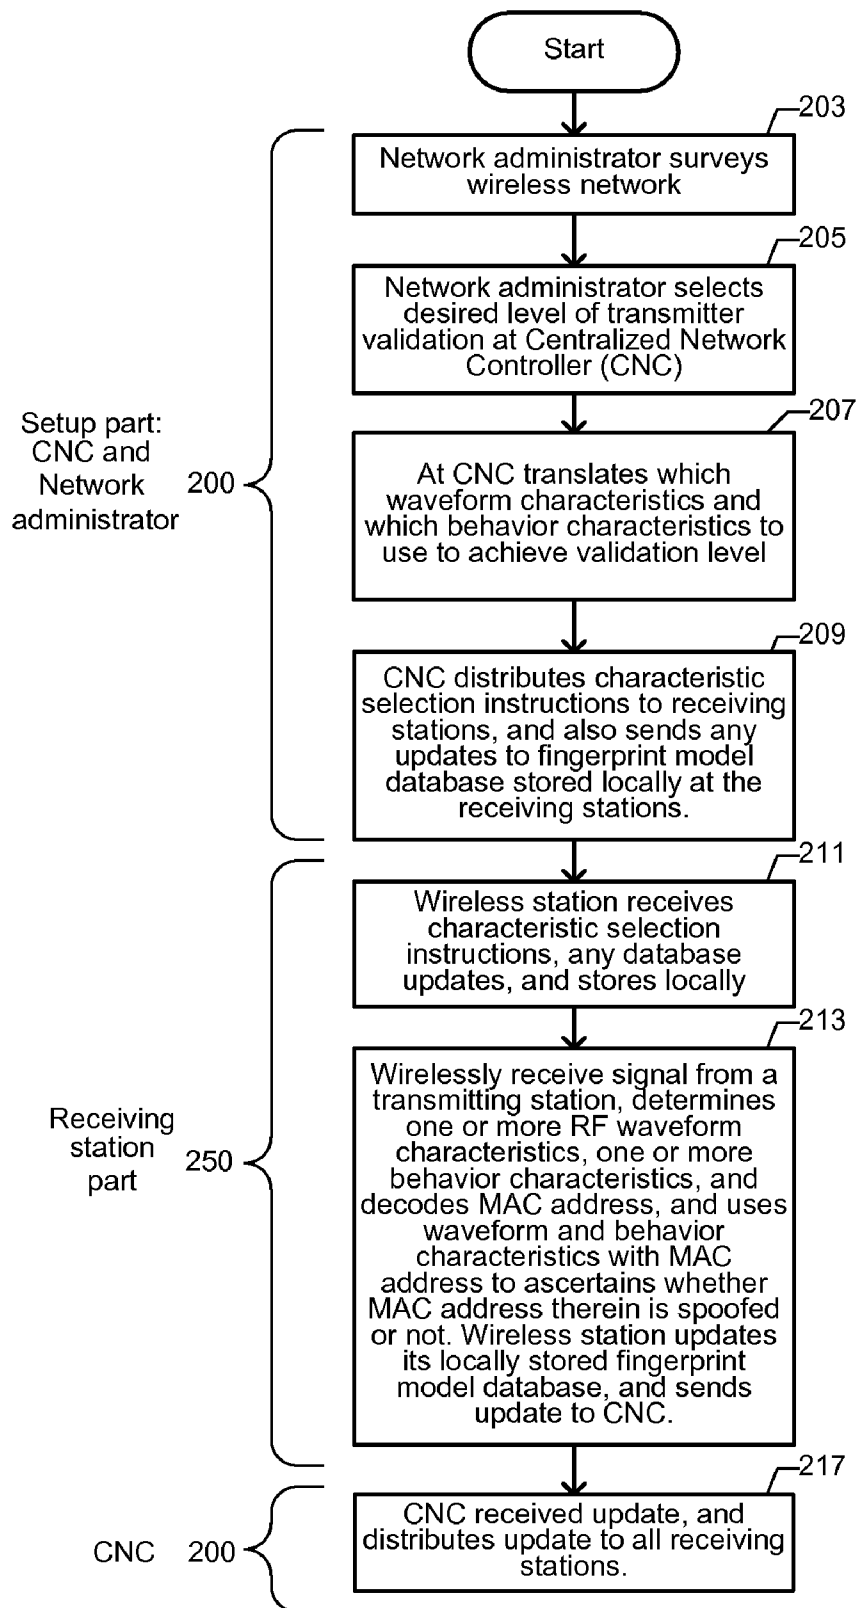 Start
203
Network administrator surveys
wireless network
205
Network administrator selects
desired level of transmitter
validation at Centralized Network
Controller (CNC)
207
At CNC translates which
waveform characteristics and
which behavior characteristics to
use to achieve validation level
Setup part:
CNC and
Network
administrator
200
209
CNC distributes characteristic
selection instructions to receiving
stations, and also sends any
updates to fingerprint model
database stored locally at the
receiving stations.
211
Wireless station receives
characteristic selection
instructions, any database
updates, and stores locally
213
Wirelessly receive signal from a
transmitting station, determines
one or more RF waveform
characteristics, one or more
behavior characteristics, and
decodes MAC address, and uses
waveform and behavior
characteristics with MAC
address to ascertains whether
MAC address therein is spoofed
or not. Wireless station updates
its locally stored fingerprint
model database, and sends
update to CNC.
Receiving
station
part
250
217
CNC received update, and
distributes update to all receiving
stations.
CNC 200